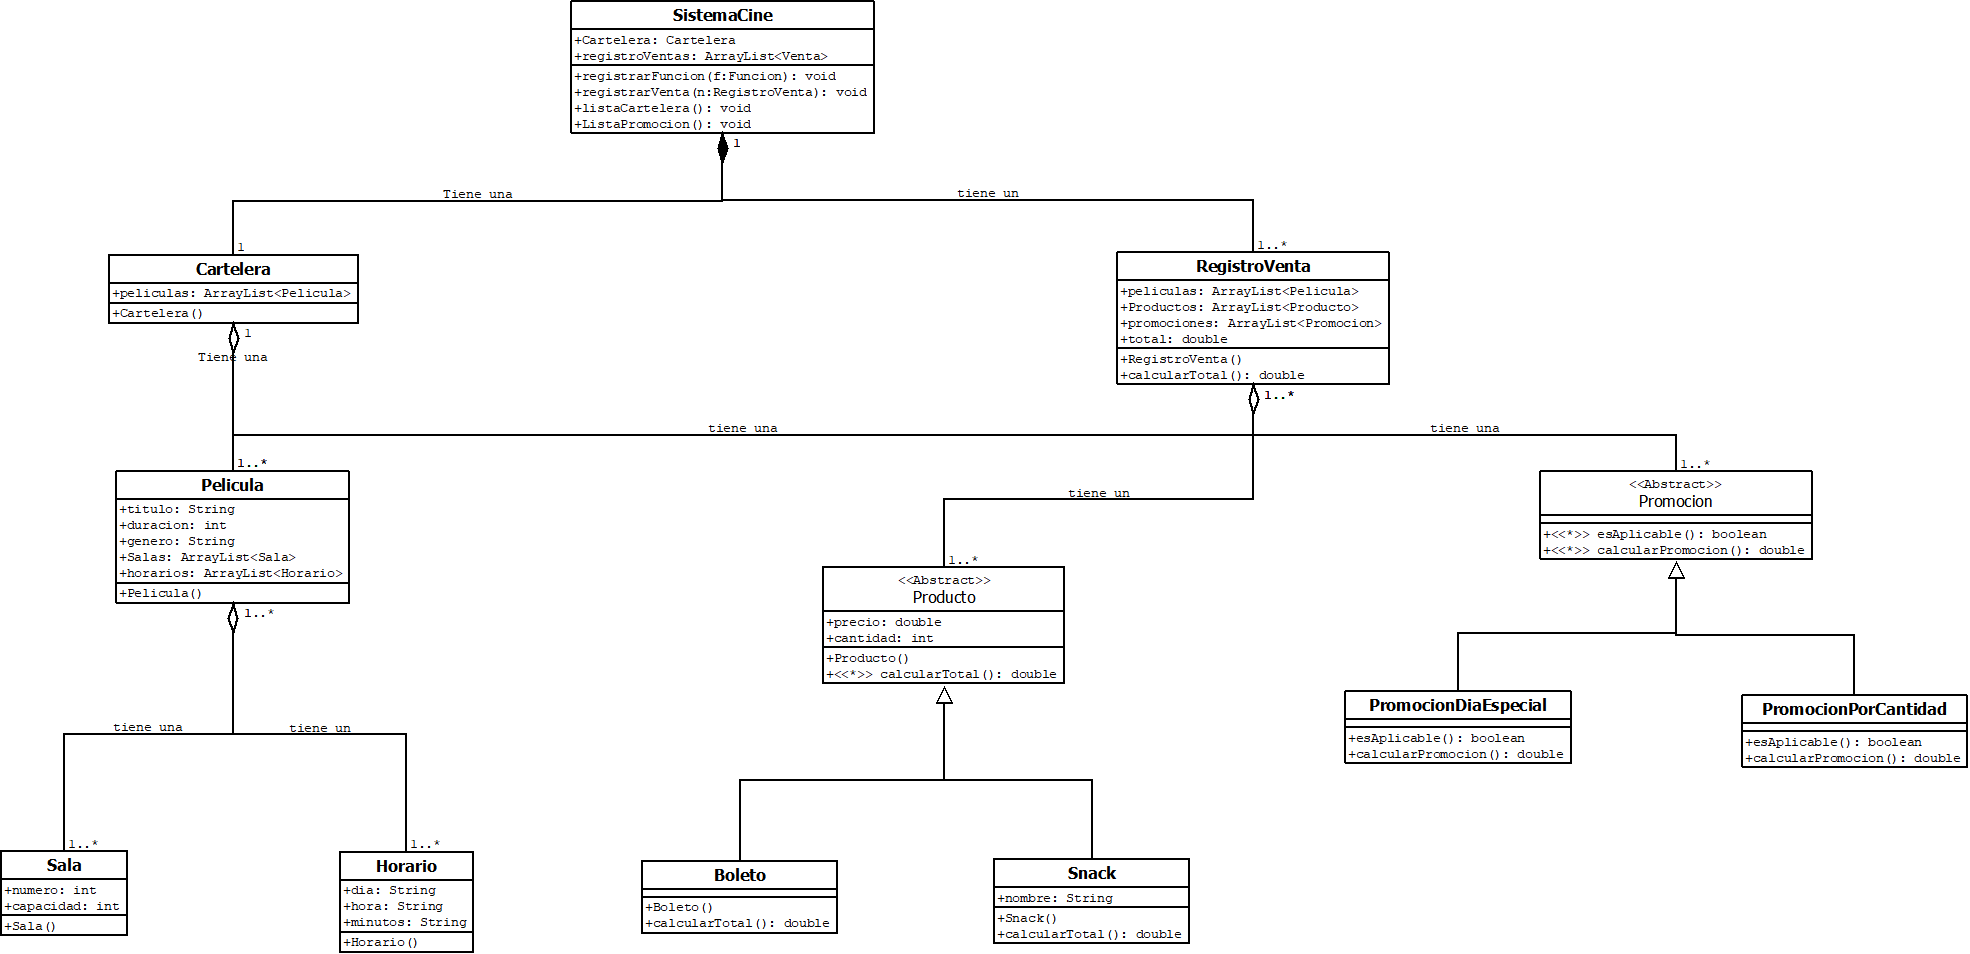 SistemaCine
+Cartelera: Cartelera
+registroVentas: ArrayList<Venta>
+registrarFuncion(f:Funcion): void
+registrarVenta(n:RegistroVenta): void
+listaCartelera(): void
+ListaPromocion(): void
1
Tiene una
tiene un
1
1..*
Cartelera
+peliculas: ArrayList<Pelicula>
+Cartelera()
1
Tiene una
RegistroVenta
+peliculas: ArrayList<Pelicula>
+Productos: ArrayList<Producto>
+promociones: ArrayList<Promocion>
+total: double
+RegistroVenta()
+calcularTotal(): double
1..*
tiene una
tiene una
tiene un
1..*
1..*
1..*
Pelicula
+titulo: String
+duracion: int
+genero: String
+Salas: ArrayList<Sala>
+horarios: ArrayList<Horario>
+Pelicula()
1..*
<<Abstract>>
Producto
+precio: double
+cantidad: int
+Producto()
+<<*>> calcularTotal(): double
<<Abstract>>
Promocion
+<<*>> esAplicable(): boolean
+<<*>> calcularPromocion(): double
PromocionDiaEspecial
+esAplicable(): boolean
+calcularPromocion(): double
PromocionPorCantidad
+esAplicable(): boolean
+calcularPromocion(): double
tiene una
tiene un
1..*
1..*
Sala
+numero: int
+capacidad: int
+Sala()
Horario
+dia: String
+hora: String
+minutos: String
+Horario()
Boleto
+Boleto()
+calcularTotal(): double
Snack
+nombre: String
+Snack()
+calcularTotal(): double